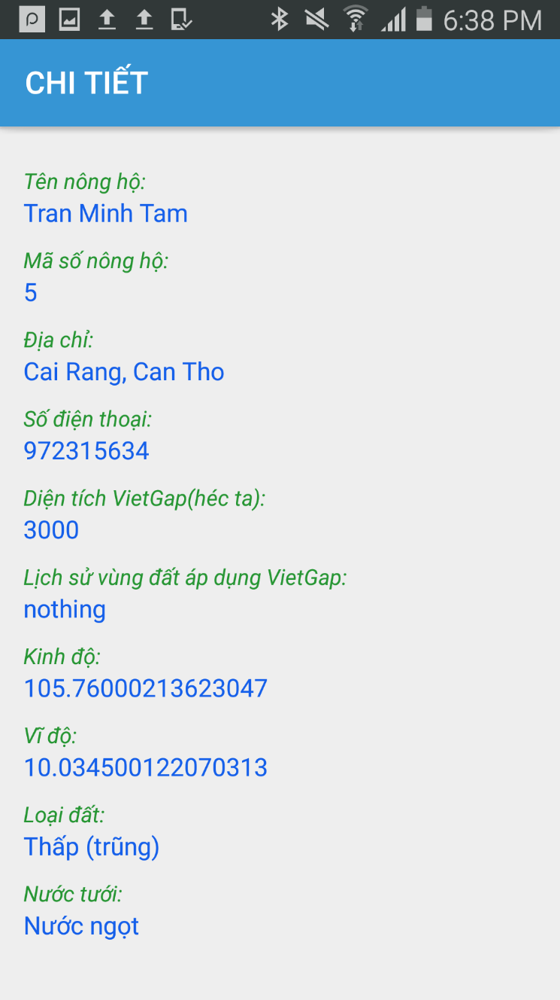 6:38 PM
CHI TIẾT
Tên nông hộ:
Tran Minh Tam
Mã số nông hộ:
5
Địa chỉ:
Cai Rang, Can Tho
Số điện thoại:
972315634
Diện tích VietGap(héc ta):
3000
Lịch sử vùng đất áp dụng VietGap:
nothing
Kinh độ:
105.76000213623047
Vĩ độ:
10.034500122070313
Loại đất:
Thấp (trũng)
Nước tưới:
Nước ngọt